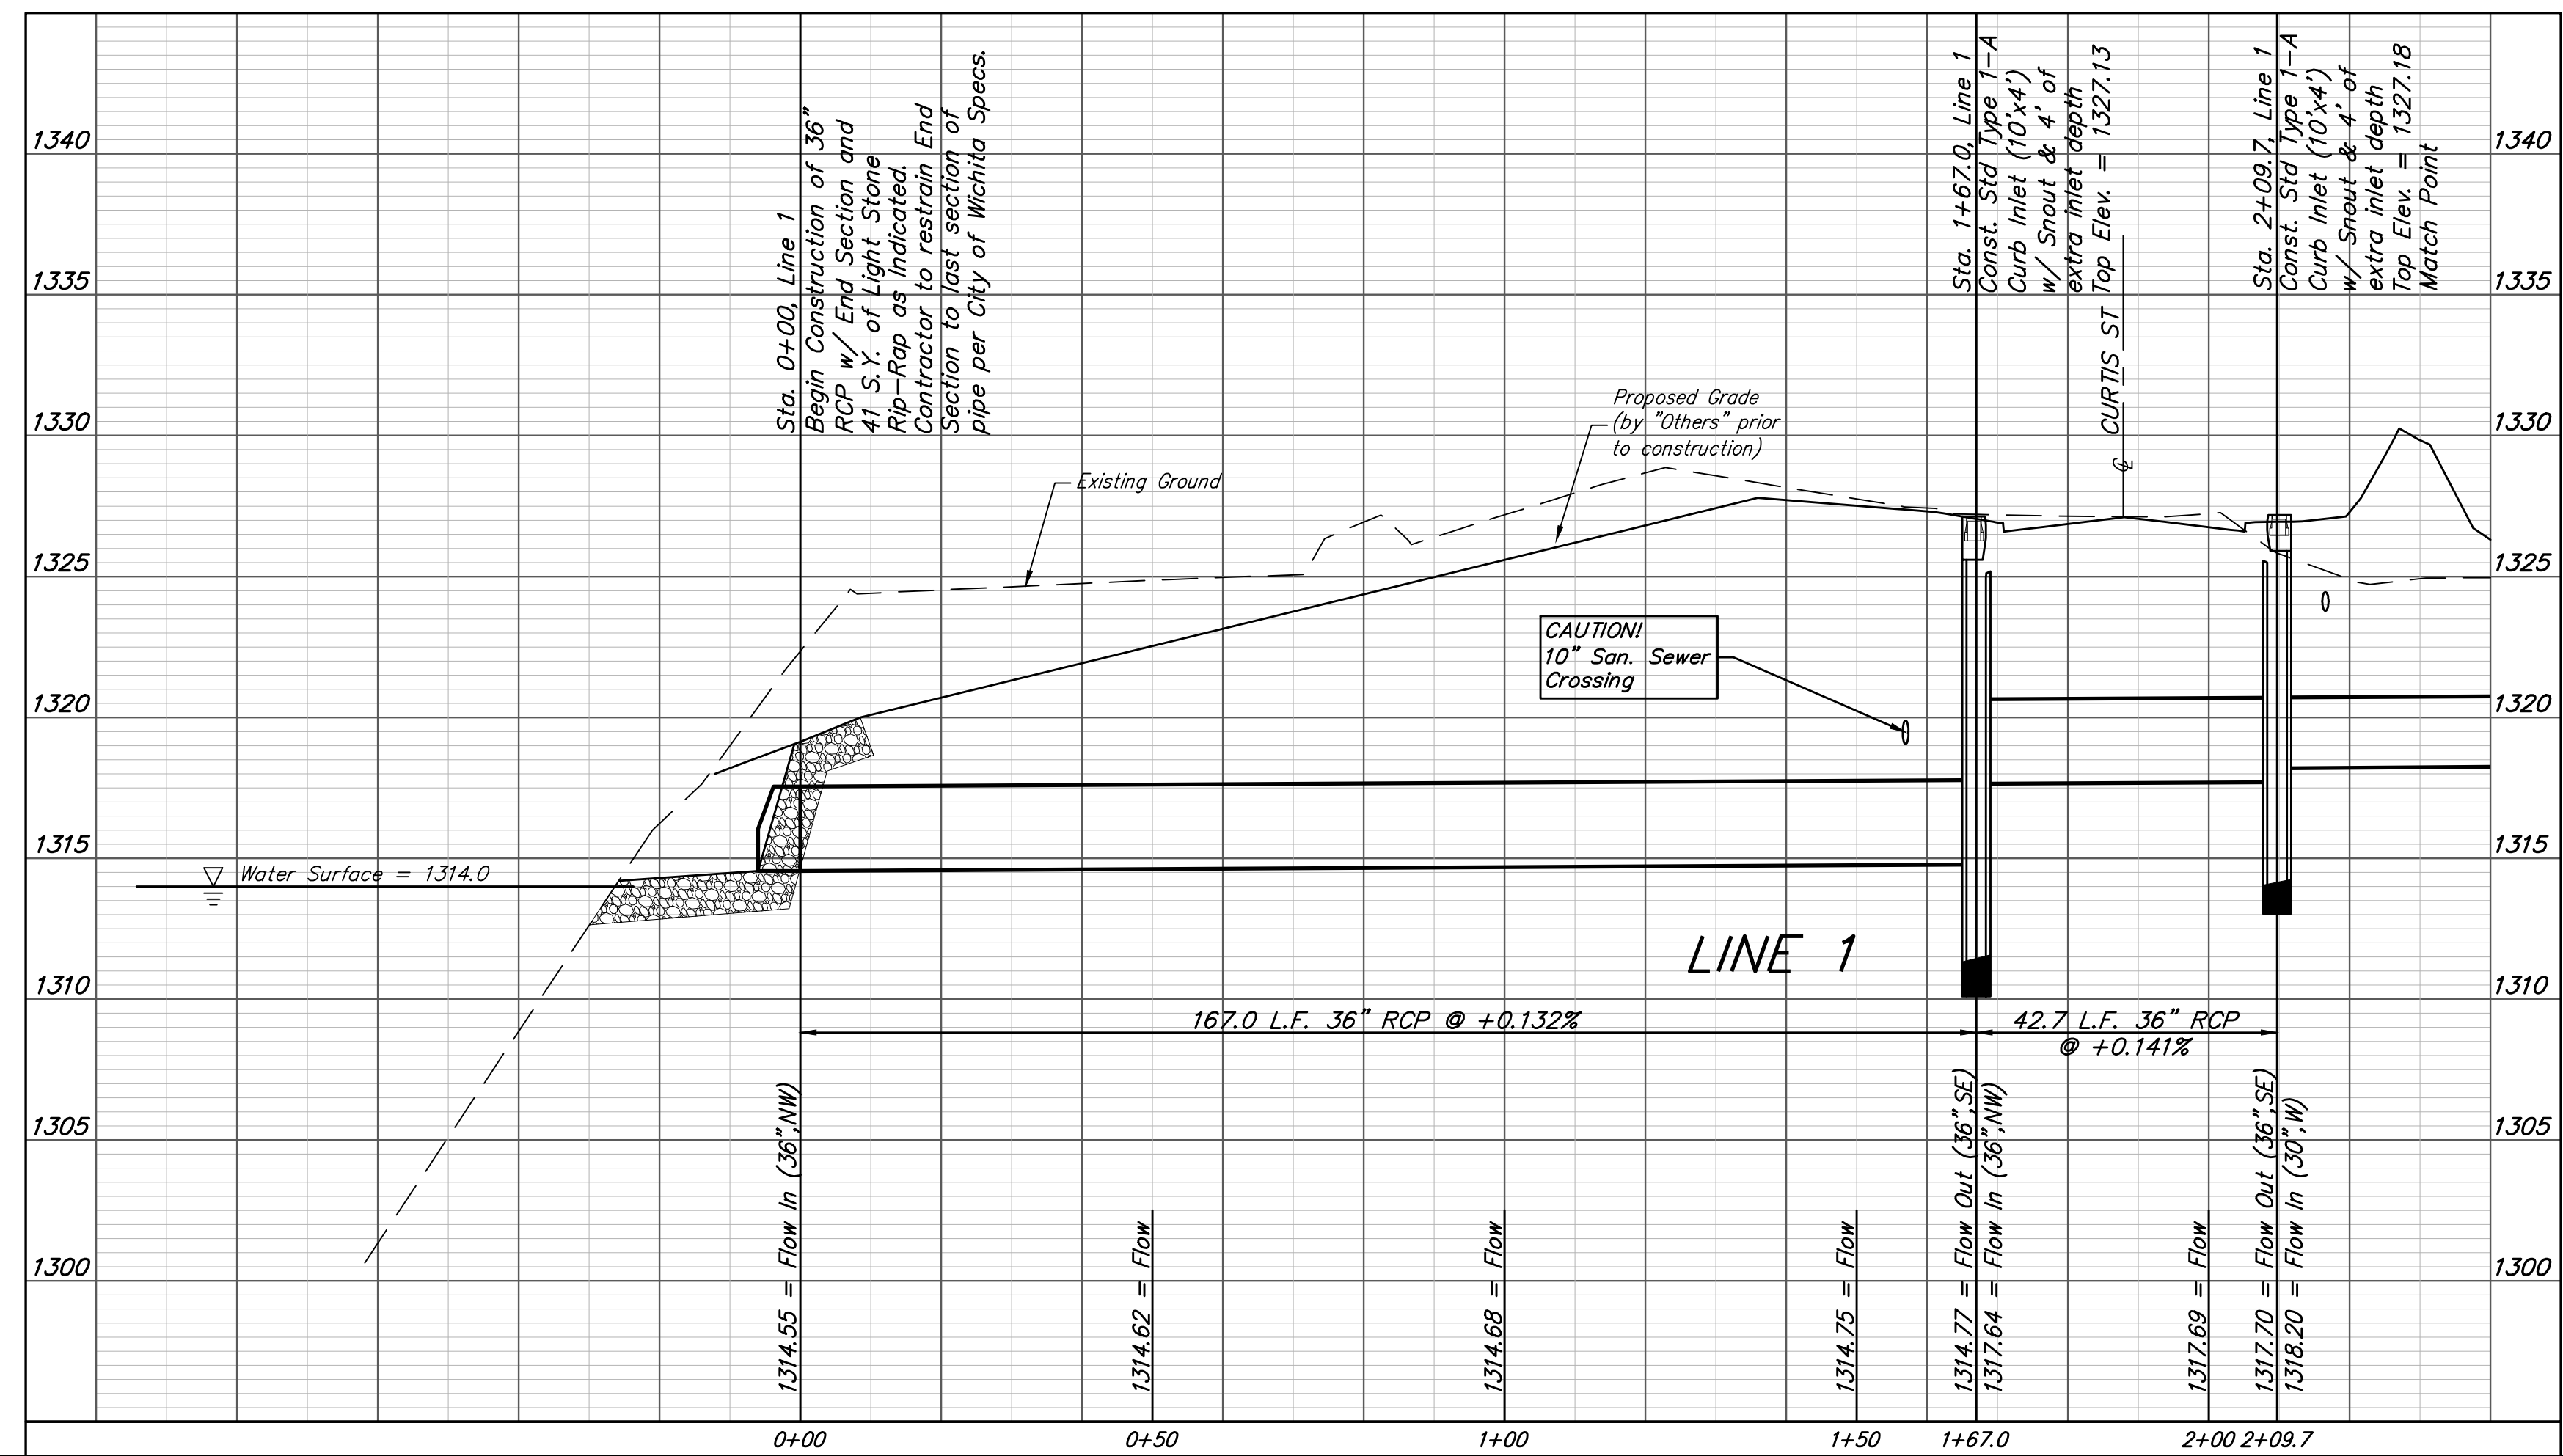 Sta. 0+00, Line 1
Begin Construction of 36"
RCP w/ End Section and
41 S.Y. of Light Stone
Rip-Rap as Indicated.
Contractor to restrain End
Section to last section of
pipe per City of Wichita Specs.
Sta. 1+67.0, Line 1
Const. Std Type 1-A
Curb Inlet (10'x4')
w/ Snout & 4' of
extra inlet depth
Top Elev. = 1327.13
CURTIS ST
℄
Sta. 2+09.7, Line 1
Const. Std Type 1-A
Curb Inlet (10'x4')
w/ Snout & 4' of
extra inlet depth
Top Elev. = 1327.18
Match Point
1340
1340
1335
1335
1330
1330
1325
1325
1320
1320
1315
1315
1310
1310
1305
1305
1300
1300
Proposed Grade
(by "Others" prior
to construction)
Existing Ground
CAUTION!
10" San. Sewer
Crossing
Water Surface = 1314.0
LINE 1
167.0 L.F. 36" RCP @ +0.132%
42.7 L.F. 36" RCP
@ +0.141%
1314.55 = Flow In (36",NW)
1314.62 = Flow
1314.68 = Flow
1314.75 = Flow
1314.77 = Flow Out (36",SE)
1317.64 = Flow In (36",NW)
1317.69 = Flow
1317.70 = Flow Out (36",SE)
1318.20 = Flow In (30",W)
0+00
0+50
1+00
1+50
1+67.0
2+00
2+09.7